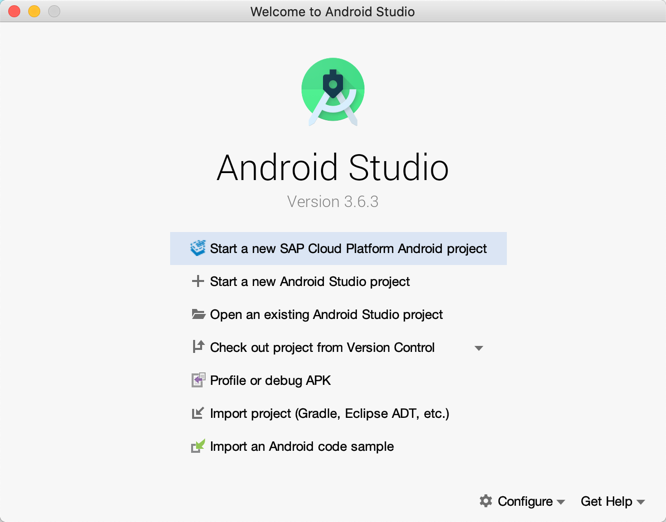 Welcome to Android Studio
Android Studio
Version 3.6.3
Start a new SAP Cloud Platform Android project
Start a new Android Studio project
Open an existing Android Studio project
Check out project from Version Control
Profile or debug APK
Import project (Gradle, Eclipse ADT, etc.)
Import an Android code sample
Configure Get Help